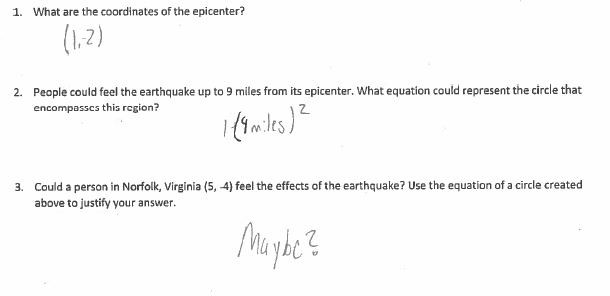 1. What are the coordinates of the epicenter?
(1,-2)
2. People could feel the earthquake up to 9 miles from its epicenter. What equation could represent the circle that
encompasses this region?
1(9 miles)²
3. Could a person in Norfolk, Virginia (5, -4) feel the effects of the earthquake? Use the equation of a circle created
above to justify your answer.
Maybe?